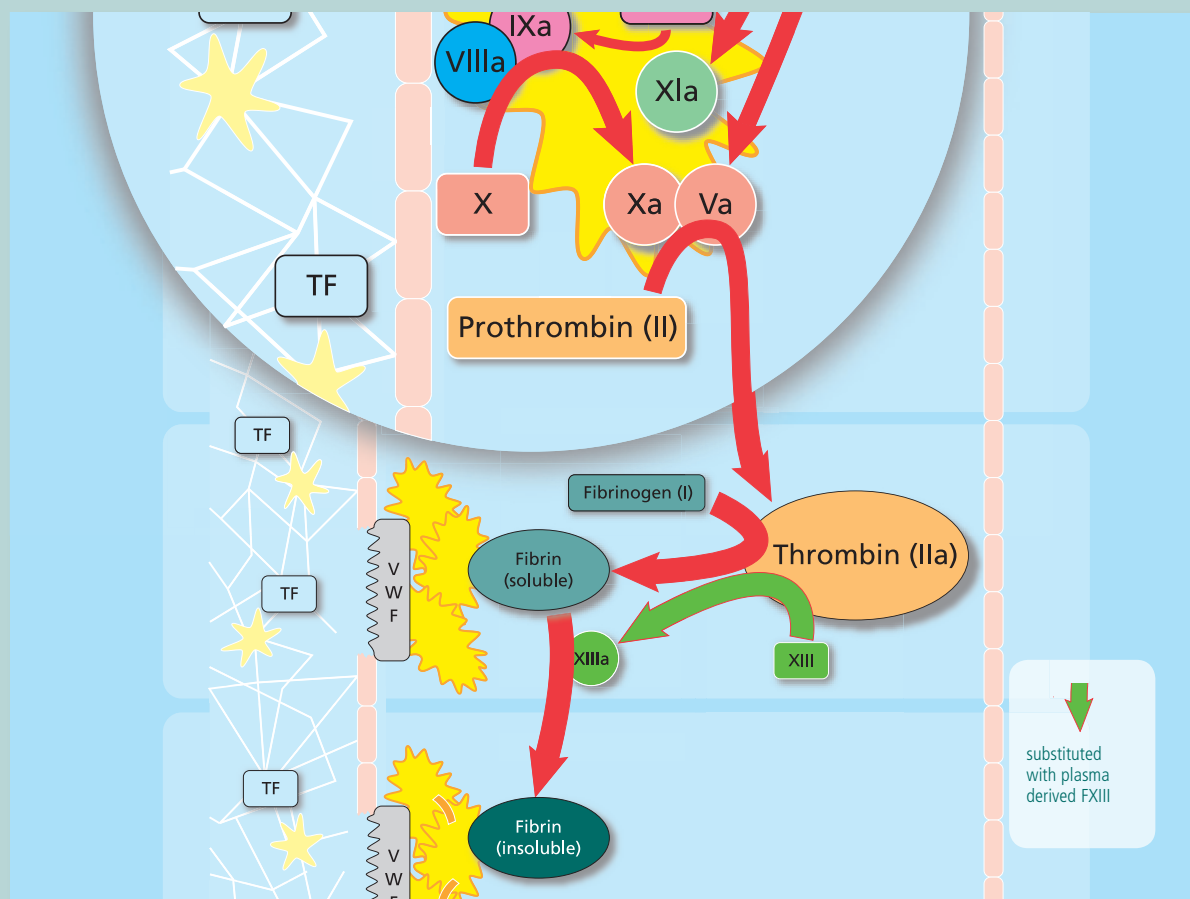 IXa
VIIIa
XIa
X
Xa
Va
TF
Prothrombin (II)
TF
Fibrinogen (I)
Thrombin (IIa)
Fibrin
(soluble)
V
W
F
TF
XIIIa
XIII
substituted
with plasma
derived FXIII
TF
Fibrin
(insoluble)
V
W
F